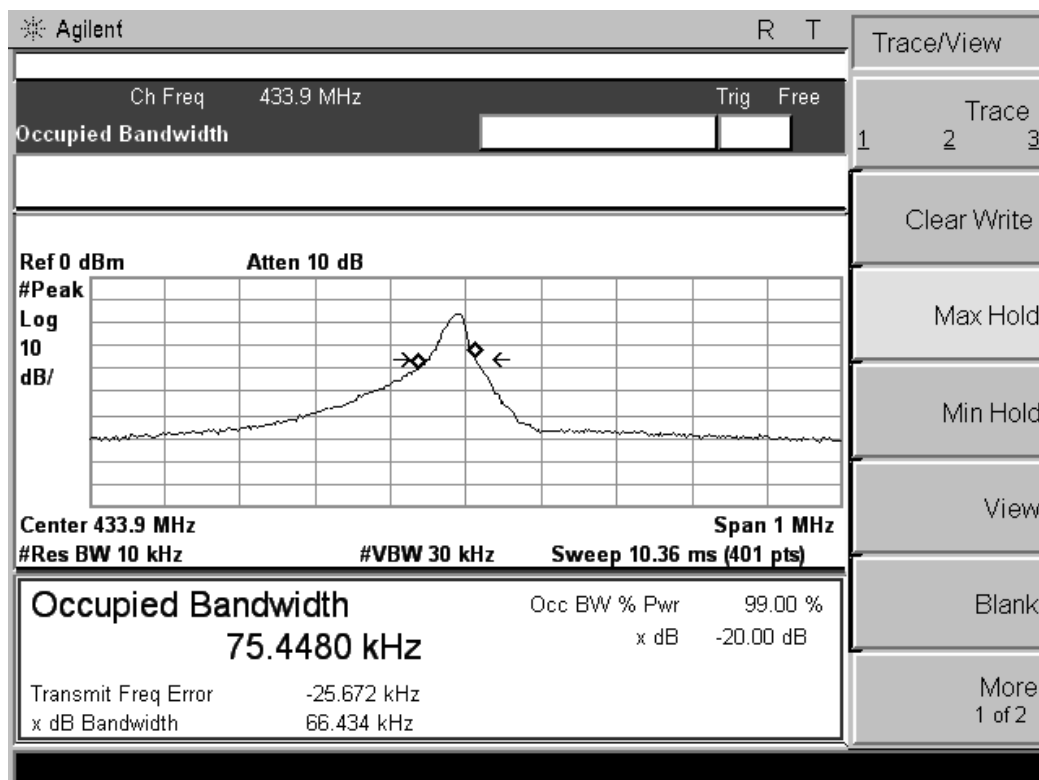 Agilent R T
Trace/View
Ch Freq 433.9 MHz Trig Free
Occupied Bandwidth
Trace
1 2 3
Clear Write
Ref 0 dBm Atten 10 dB
#Peak
Log
10
dB/
Max Hold
Min Hold
View
Center 433.9 MHz Span 1 MHz
#Res BW 10 kHz #VBW 30 kHz Sweep 10.36 ms (401 pts)
Occupied Bandwidth
75.4480 kHz
Occ BW % Pwr 99.00 %
x dB -20.00 dB
Transmit Freq Error -25.672 kHz
x dB Bandwidth 66.434 kHz
Blank
More
1 of 2